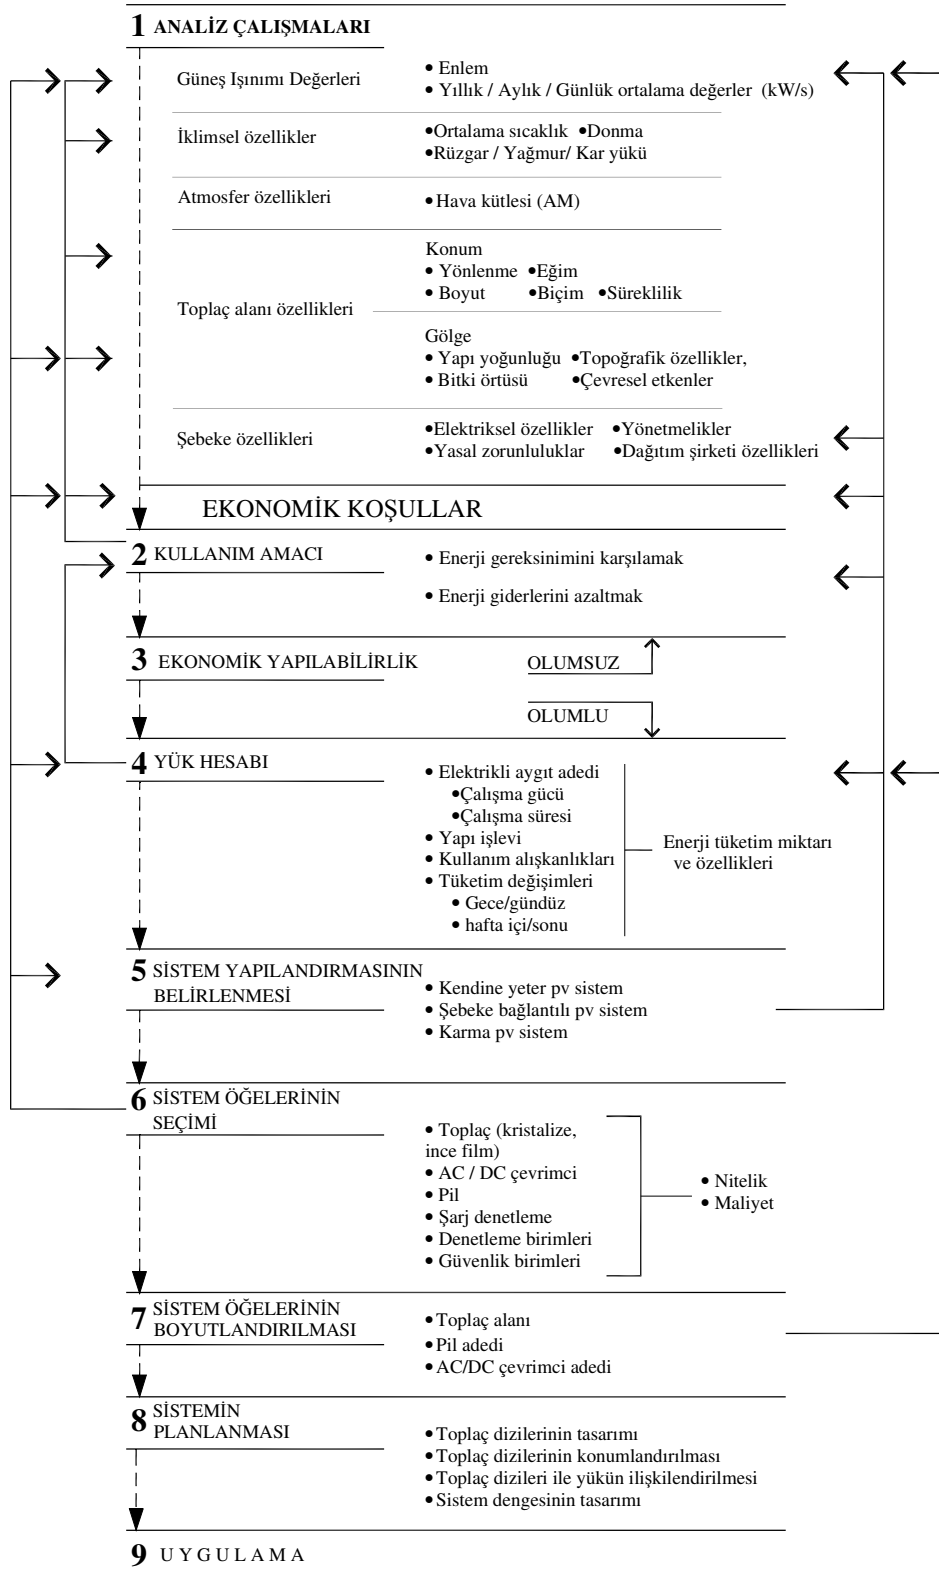 1 ANALİZ ÇALIŞMALARI
Güneş Işınımı Değerleri
• Enlem
• Yıllık / Aylık / Günlük ortalama değerler (kW/s)
İklimsel özellikler
•Ortalama sıcaklık •Donma
•Rüzgar / Yağmur/ Kar yükü
Atmosfer özellikleri
• Hava kütlesi (AM)
Toplaç alanı özellikleri
Konum
• Yönlenme •Eğim
• Boyut •Biçim •Süreklilik
Gölge
• Yapı yoğunluğu •Topoğrafik özellikler,
• Bitki örtüsü •Çevresel etkenler
Şebeke özellikleri
•Elektriksel özellikler •Yönetmelikler
•Yasal zorunluluklar •Dağıtım şirketi özellikleri
EKONOMİK KOŞULLAR
2 KULLANIM AMACI
• Enerji gereksinimini karşılamak
• Enerji giderlerini azaltmak
3 EKONOMİK YAPILABİLİRLİK
OLUMSUZ
OLUMLU
4 YÜK HESABI
• Elektrikli aygıt adedi
•Çalışma gücü
•Çalışma süresi
• Yapı işlevi
• Kullanım alışkanlıkları
• Tüketim değişimleri
• Gece/gündüz
• hafta içi/sonu
Enerji tüketim miktarı
ve özellikleri
5 SİSTEM YAPILANDIRMASININ
BELİRLENMESİ
• Kendine yeter pv sistem
• Şebeke bağlantılı pv sistem
• Karma pv sistem
6 SİSTEM ÖĞELERİNİN
SEÇİMİ
• Toplaç (kristalize,
ince film)
• AC / DC çevrimci
• Pil
• Şarj denetleme
• Denetleme birimleri
• Güvenlik birimleri
• Nitelik
• Maliyet
7 SİSTEM ÖĞELERİNİN
BOYUTLANDIRILMASI
• Toplaç alanı
• Pil adedi
• AC/DC çevrimci adedi
8 SİSTEMİN
PLANLANMASI
• Toplaç dizilerinin tasarımı
• Toplaç dizilerinin konumlandırılması
• Toplaç dizileri ile yükün ilişkilendirilmesi
• Sistem dengesinin tasarımı
9 U Y G U L A M A